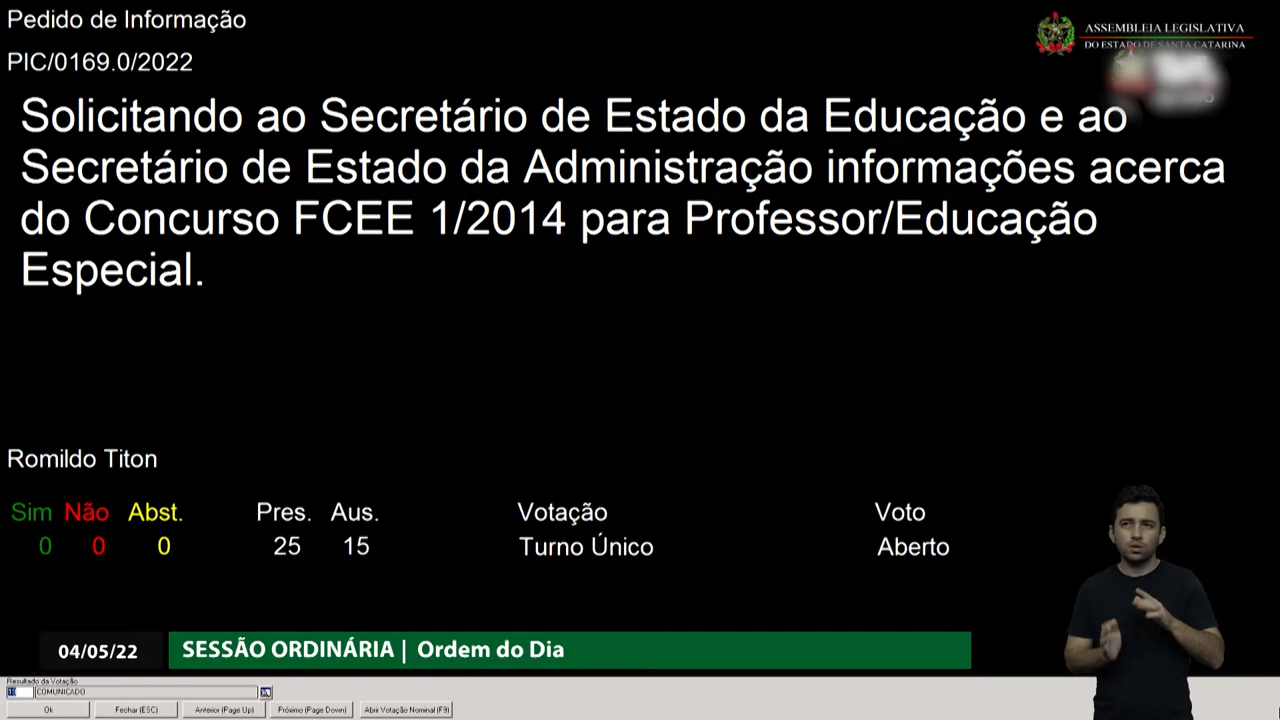 Pedido de Informação
PIC/0169.0/2022
ASSEMBLEIA LEGISLATIVA
DO ESTADO DE SANTA CATARINA
Solicitando ao Secretário de Estado da Educação e ao
Secretário de Estado da Administração informações acerca
do Concurso FCEE 1/2014 para Professor/Educação
Especial.
Romildo Titon
Sim Não Abst. Pres. Aus. Votação Voto
0 0 0 25 15 Turno Único Aberto
04/05/22 SESSÃO ORDINÁRIA | Ordem do Dia
Resultado da Votação
COMUNICADO
Ok Fechar (ESC) Anterior (Page Up) Próximo (Page Down) Abrir Votação Nominal (F9)